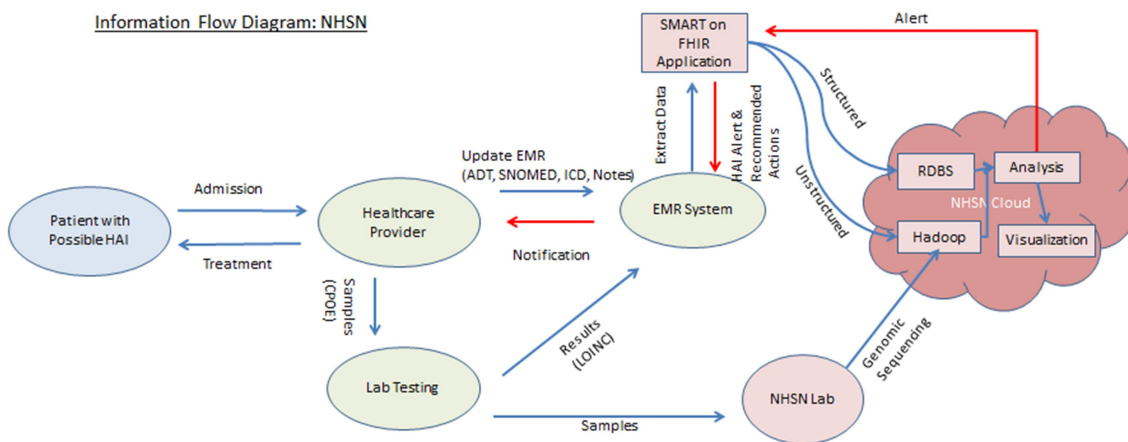 Information Flow Diagram: NHSN
SMART on
FHIR
Application
Alert
Structured
Unstructured
Extract Data
HAI Alert &
Recommended
Actions
Update EMR
(ADT, SNOMED, ICD, Notes)
Admission
Patient with
Possible HAI
Treatment
Healthcare
Provider
Notification
EMR System
RDBS
Analysis
NHSN Cloud
Hadoop
Visualization
Samples
(CPOE)
Results
(LOINC)
Genomic
Sequencing
Lab Testing
Samples
NHSN Lab